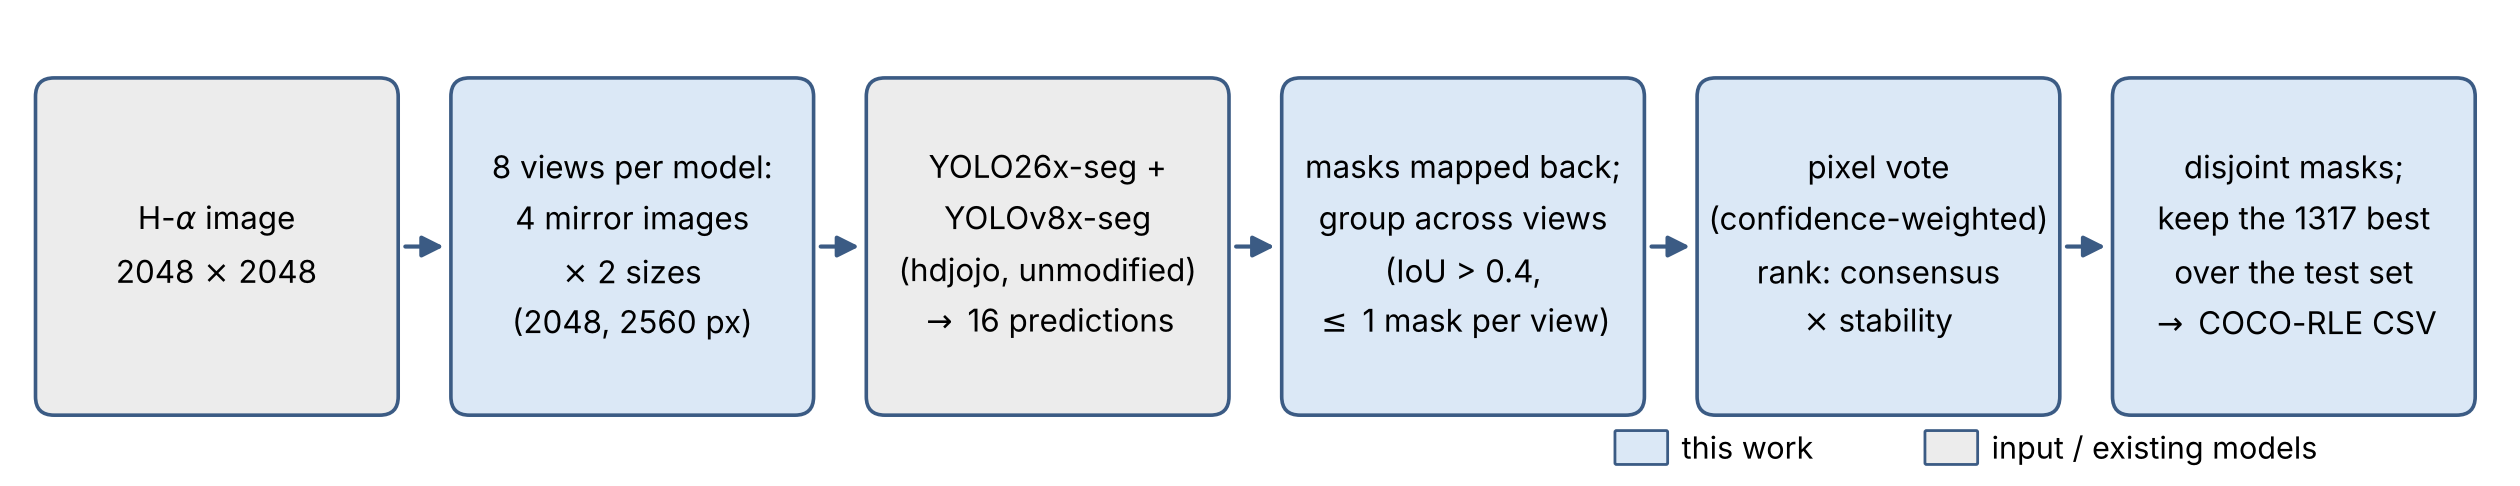 H-α image
2048 × 2048
8 views per model:
4 mirror images
× 2 sizes
(2048, 2560 px)
YOLO26x-seg +
YOLOv8x-seg
(hdjojo, unmodified)
→ 16 predictions
masks mapped back;
group across views
(IoU > 0.4,
≤ 1 mask per view)
pixel vote
(confidence-weighted)
rank: consensus
× stability
disjoint masks;
keep the 1317 best
over the test set
→ COCO-RLE CSV
this work
input / existing models